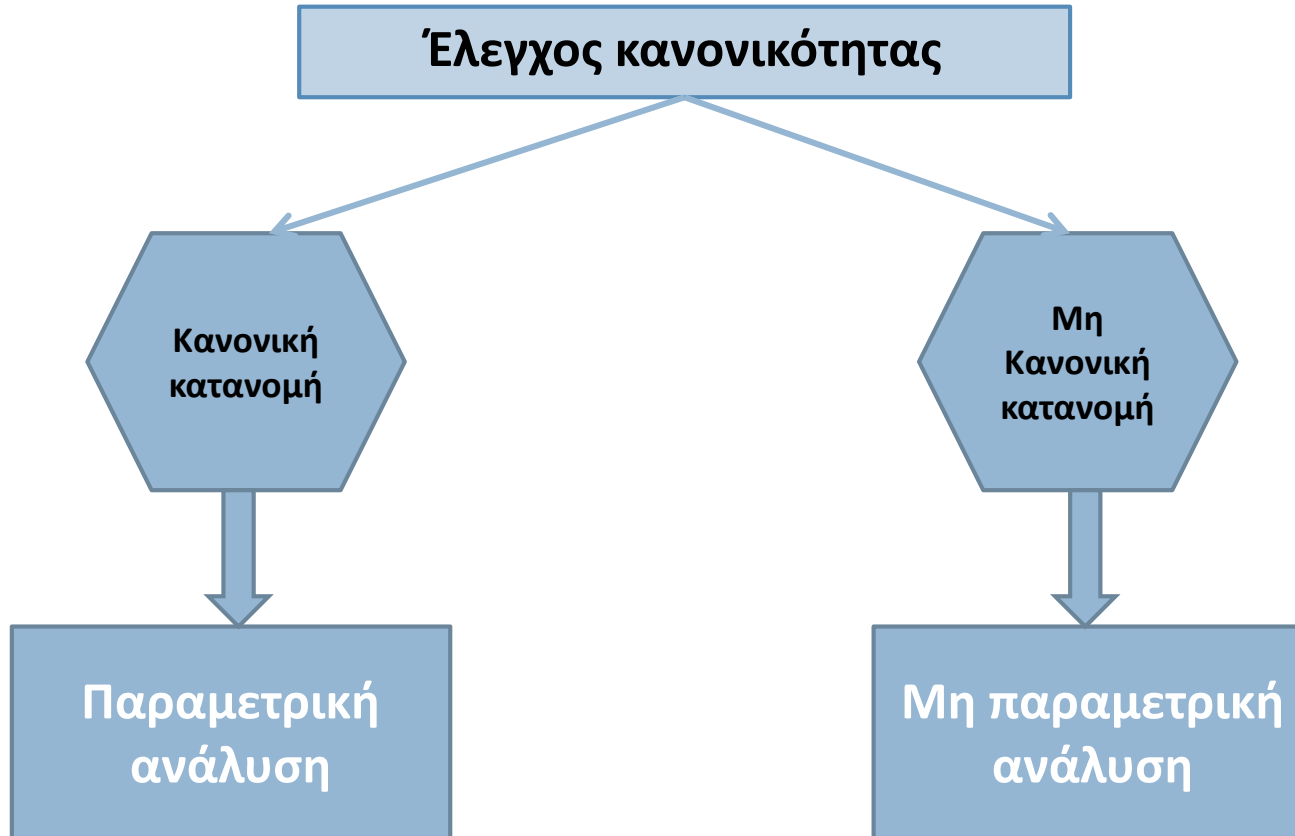 Έλεγχος κανονικότητας
Κανονική
κατανομή
Μη
Κανονική
κατανομή
Παραμετρική
ανάλυση
Μη παραμετρική
ανάλυση